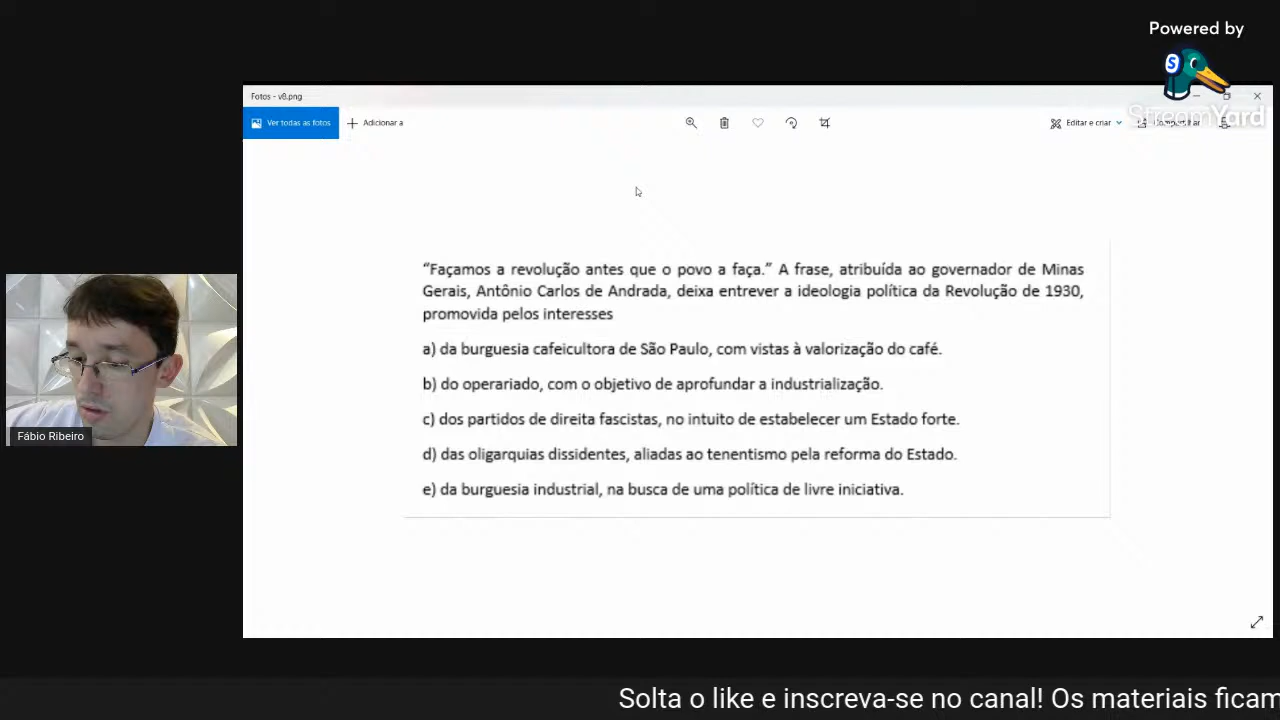 Powered by
StreamYard
Fotos - v8.png
Ver todas as fotos
Adicionar a
Editar e criar
Compartilhar
“Façamos a revolução antes que o povo a faça.” A frase, atribuída ao governador de Minas
Gerais, Antônio Carlos de Andrada, deixa entrever a ideologia política da Revolução de 1930,
promovida pelos interesses
a) da burguesia cafeicultora de São Paulo, com vistas à valorização do café.
b) do operariado, com o objetivo de aprofundar a industrialização.
c) dos partidos de direita fascistas, no intuito de estabelecer um Estado forte.
d) das oligarquias dissidentes, aliadas ao tenentismo pela reforma do Estado.
e) da burguesia industrial, na busca de uma política de livre iniciativa.
Fábio Ribeiro
Solta o like e inscreva-se no canal! Os materiais ficam